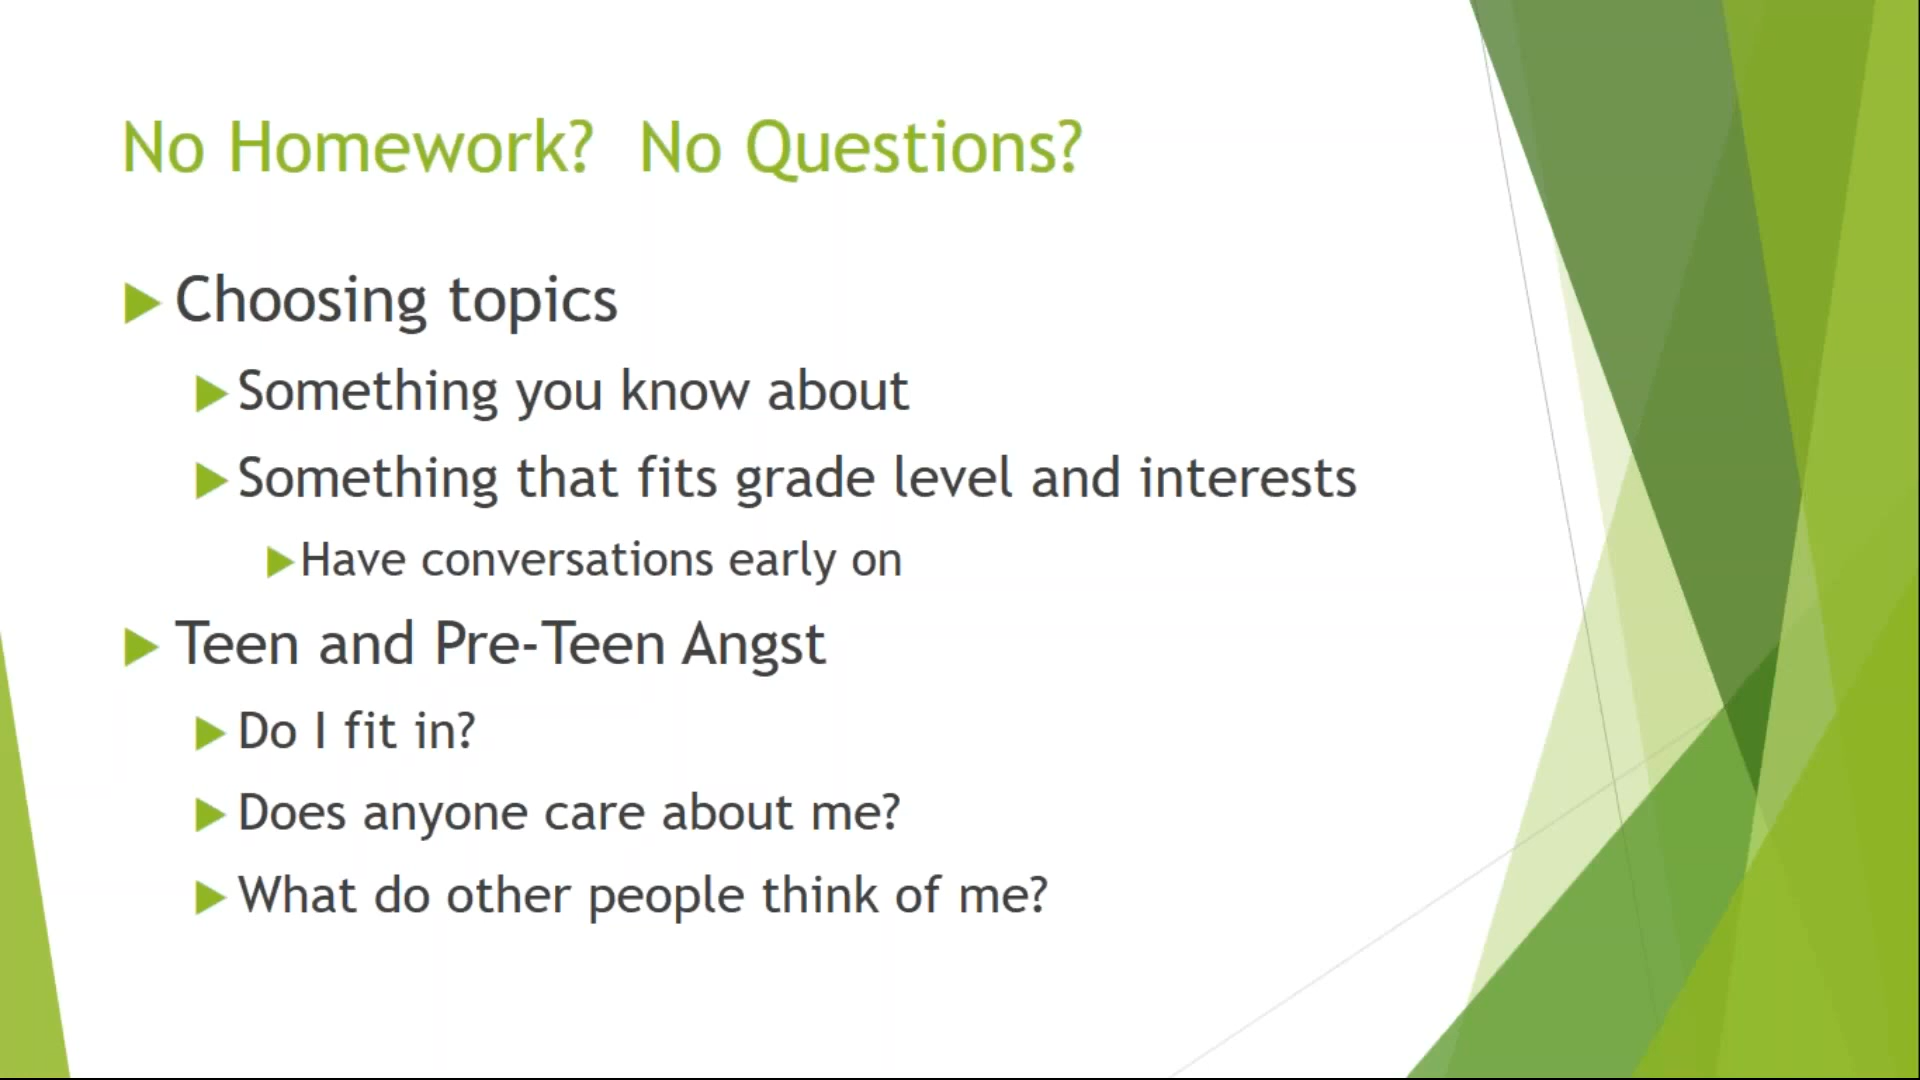 No Homework?  No Questions?
Choosing topics
Something you know about
Something that fits grade level and interests
Have conversations early on
Teen and Pre-Teen Angst
Do I fit in?
Does anyone care about me?
What do other people think of me?